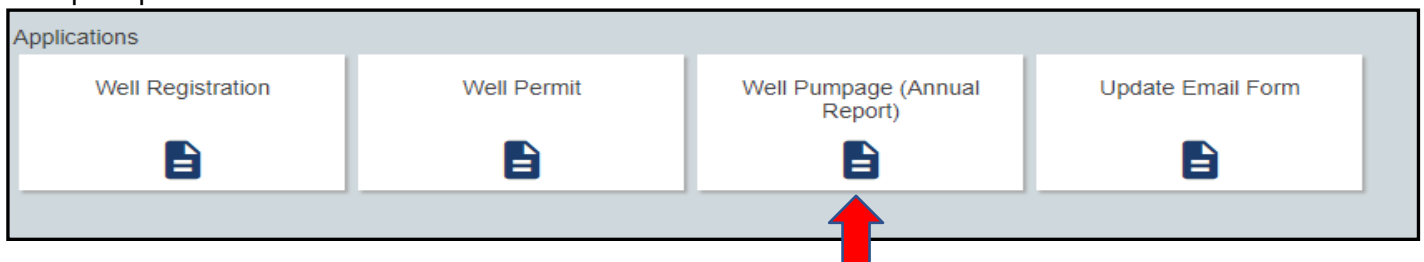 Applications
Well Registration
Well Permit
Well Pumpage (Annual
Report)
Update Email Form